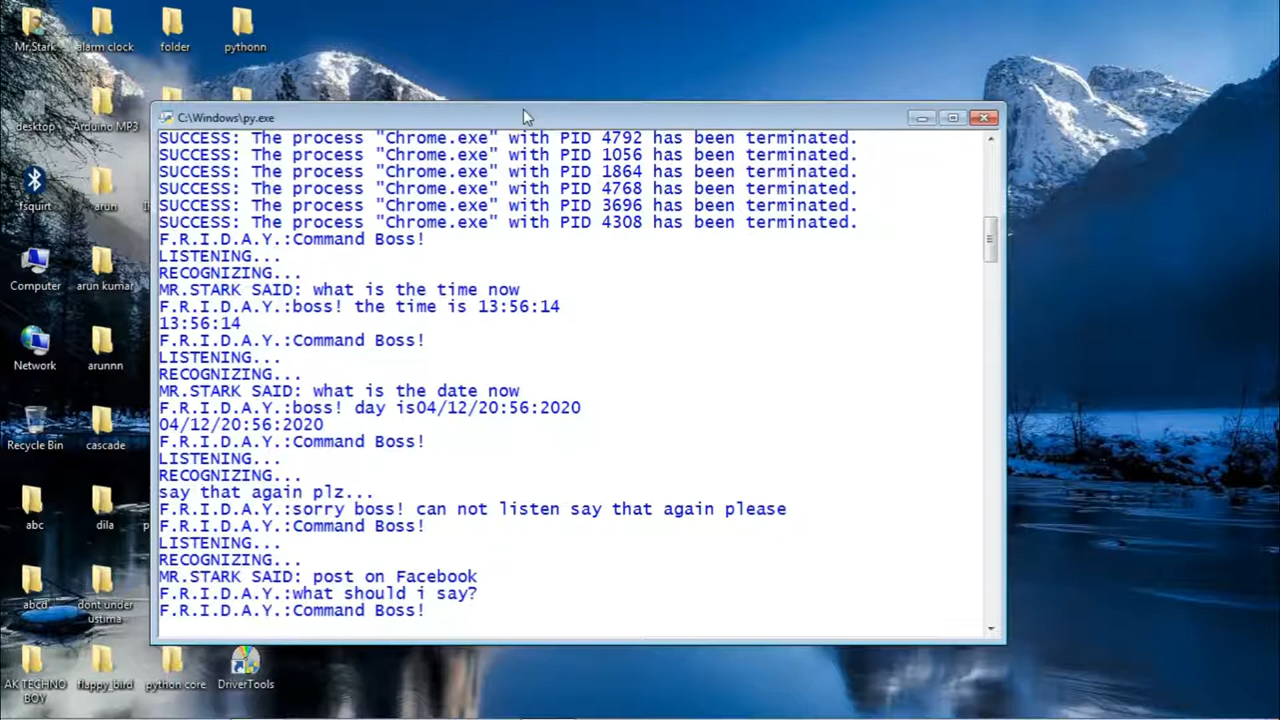 Mr.Stark
alarm clock
folder
pythonn
desktop
Arduino MP3
C:\Windows\py.exe
SUCCESS: The process "Chrome.exe" with PID 4792 has been terminated.
SUCCESS: The process "Chrome.exe" with PID 1056 has been terminated.
SUCCESS: The process "Chrome.exe" with PID 1864 has been terminated.
SUCCESS: The process "Chrome.exe" with PID 4768 has been terminated.
SUCCESS: The process "Chrome.exe" with PID 3696 has been terminated.
SUCCESS: The process "Chrome.exe" with PID 4308 has been terminated.
F.R.I.D.A.Y.:Command Boss!
LISTENING...
RECOGNIZING...
MR.STARK SAID: what is the time now
F.R.I.D.A.Y.:boss! the time is 13:56:14
13:56:14
F.R.I.D.A.Y.:Command Boss!
LISTENING...
RECOGNIZING...
MR.STARK SAID: what is the date now
F.R.I.D.A.Y.:boss! day is04/12/20:56:2020
04/12/20:56:2020
F.R.I.D.A.Y.:Command Boss!
LISTENING...
RECOGNIZING...
say that again plz...
F.R.I.D.A.Y.:sorry boss! can not listen say that again please
F.R.I.D.A.Y.:Command Boss!
LISTENING...
RECOGNIZING...
MR.STARK SAID: post on Facebook
F.R.I.D.A.Y.:what should i say?
F.R.I.D.A.Y.:Command Boss!
fsquirt
arun
Computer
arun kumar
Network
arunnn
Recycle Bin
cascade
abc
dila
abcd
dont under
ustima
AK TECHNO
BOY
flappy_bird
python core
DriverTools